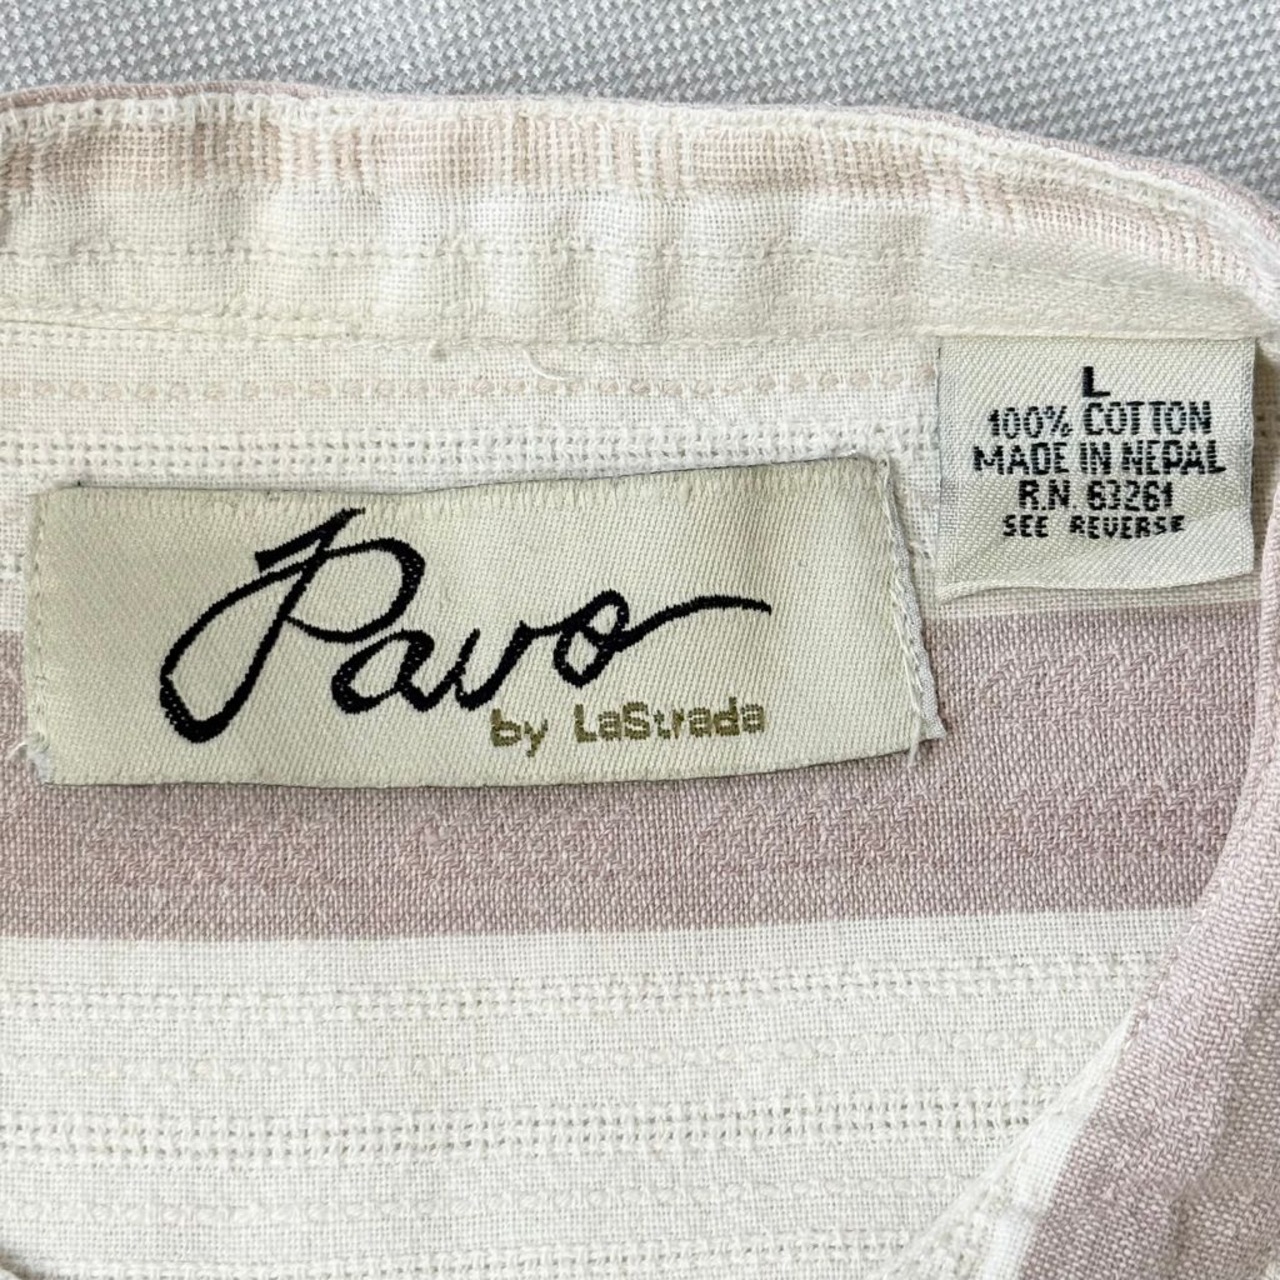 Pavo
by LaStrada
L
100% COTTON
MADE IN NEPAL
R.N. 63261
SEE REVERSE